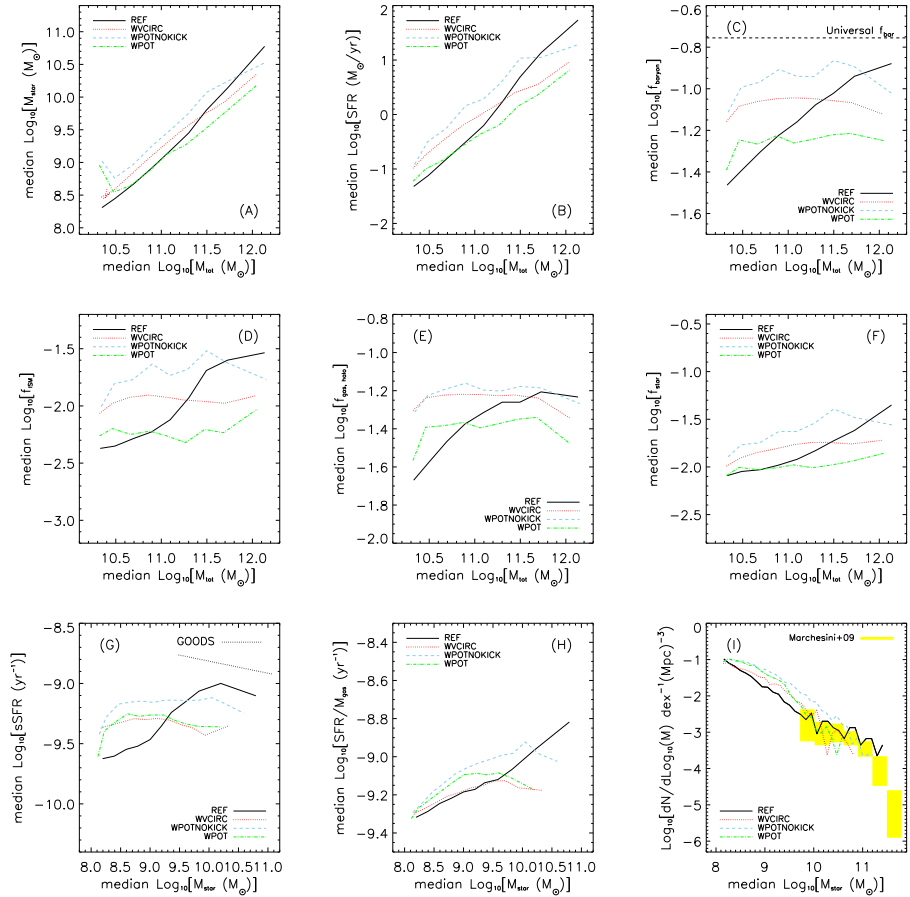 (A)
REF
WVCIRC
WPOTNOKICK
WPOT
11.0
10.5
10.0
9.5
9.0
8.5
8.0
10.5 11.0 11.5 12.0
median Log10[Mstar (M⊙)]
median Log10[Mtot (M⊙)]
(B)
REF
WVCIRC
WPOTNOKICK
WPOT
2
1
0
−1
−2
10.5 11.0 11.5 12.0
median Log10[SFR (M⊙/yr)]
median Log10[Mtot (M⊙)]
(C)
Universal fbar
−0.6
−0.8
−1.0
−1.2
−1.4
−1.6
REF
WVCIRC
WPOTNOKICK
WPOT
10.5 11.0 11.5 12.0
median Log10[fbaryon]
median Log10[Mtot (M⊙)]
(D)
REF
WVCIRC
WPOTNOKICK
WPOT
−1.5
−2.0
−2.5
−3.0
10.5 11.0 11.5 12.0
median Log10[fISM]
median Log10[Mtot (M⊙)]
(E)
−0.8
−1.0
−1.2
−1.4
−1.6
−1.8
−2.0
REF
WVCIRC
WPOTNOKICK
WPOT
10.5 11.0 11.5 12.0
median Log10[fgas, halo]
median Log10[Mtot (M⊙)]
(F)
REF
WVCIRC
WPOTNOKICK
WPOT
−0.5
−1.0
−1.5
−2.0
−2.5
10.5 11.0 11.5 12.0
median Log10[fstar]
median Log10[Mtot (M⊙)]
(G)
GOODS
−8.5
−9.0
−9.5
−10.0
REF
WVCIRC
WPOTNOKICK
WPOT
8.0 8.5 9.0 9.5 10.0 10.5 11.0
median Log10[sSFR (yr−1)]
median Log10[Mstar (M⊙)]
(H)
REF
WVCIRC
WPOTNOKICK
WPOT
−8.4
−8.6
−8.8
−9.0
−9.2
−9.4
8.0 8.5 9.0 9.5 10.0 10.5 11.0
median Log10[SFR/Mgas (yr−1)]
median Log10[Mstar (M⊙)]
(I)
Marchesini+09
0
−1
−2
−3
−4
−5
−6
REF
WVCIRC
WPOTNOKICK
WPOT
8 9 10 11
Log10[dN/dLog10(M) dex−1(Mpc)−3]
median Log10[Mstar (M⊙)]